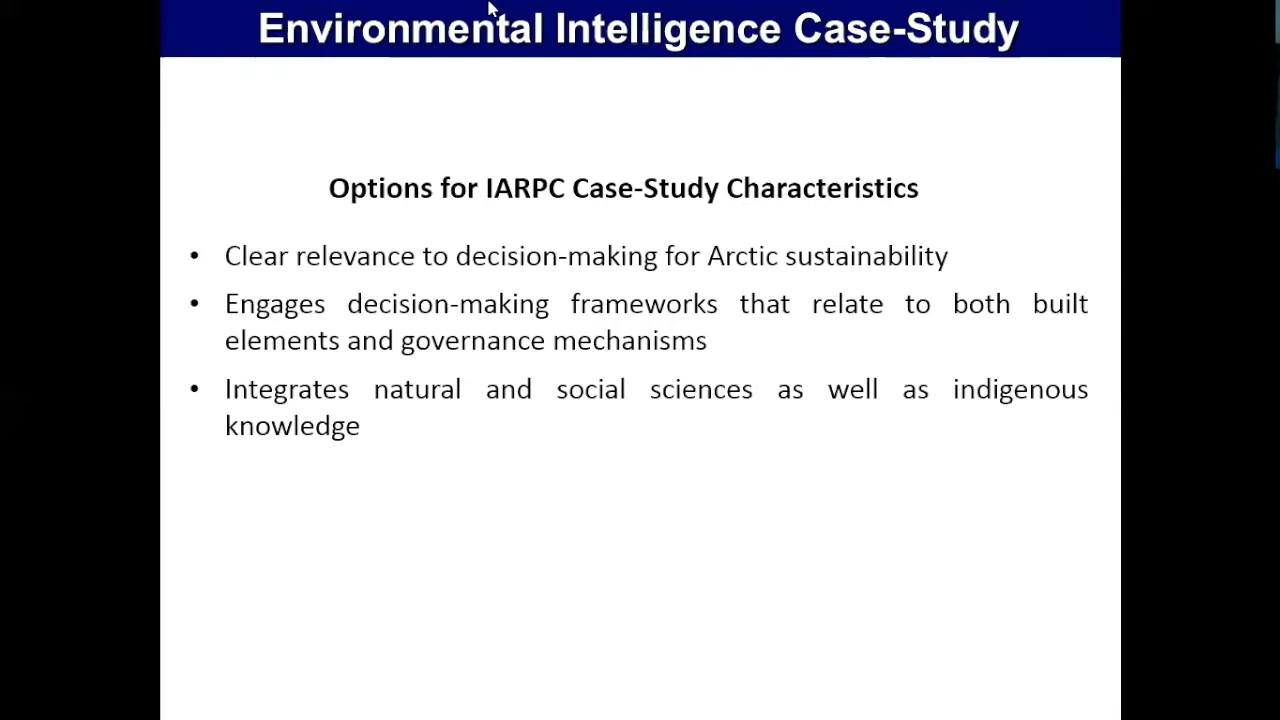 Environmental Intelligence Case-Study
Options for IARPC Case-Study Characteristics
• Clear relevance to decision-making for Arctic sustainability
• Engages decision-making frameworks that relate to both built
elements and governance mechanisms
• Integrates natural and social sciences as well as indigenous
knowledge